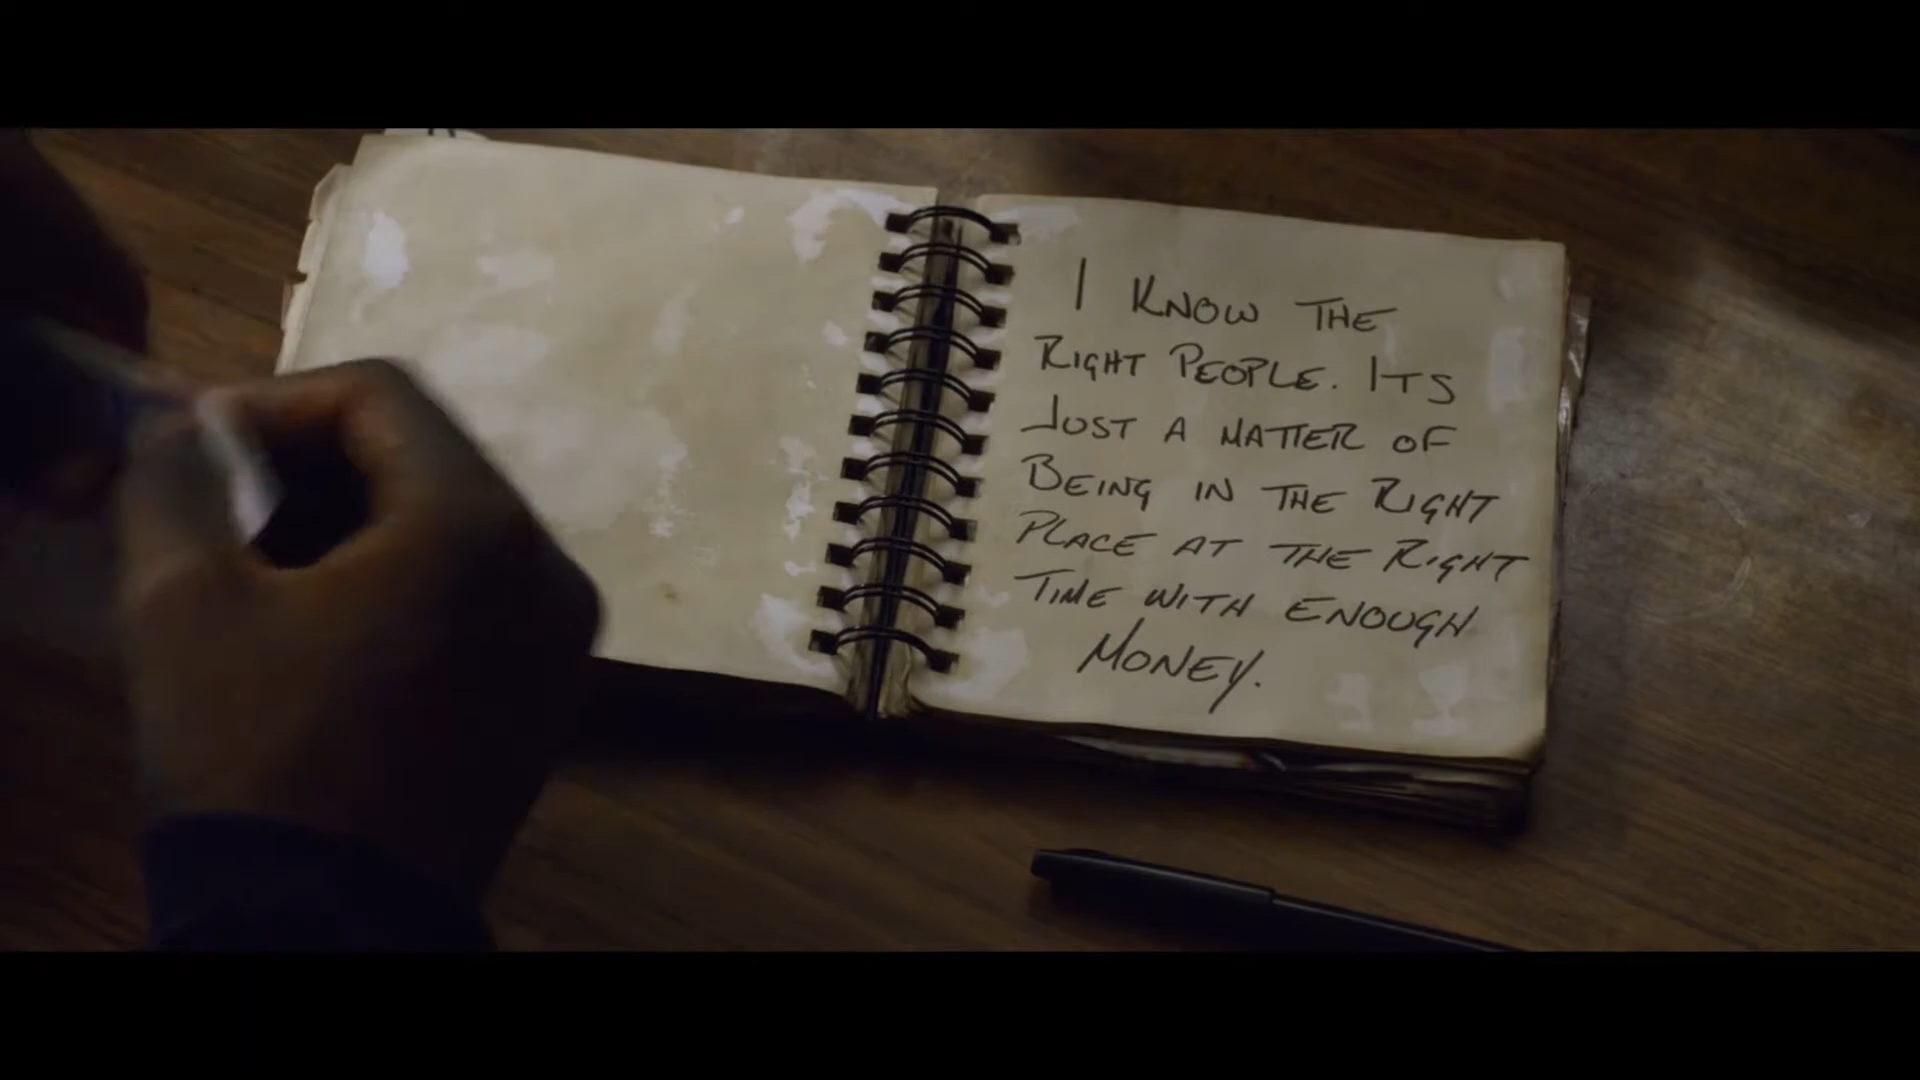 I KNOW THE
RIGHT PEOPLE. ITS
JUST A MATTER OF
BEING IN THE RIGHT
PLACE AT THE RIGHT
TIME WITH ENOUGH
MONEY.